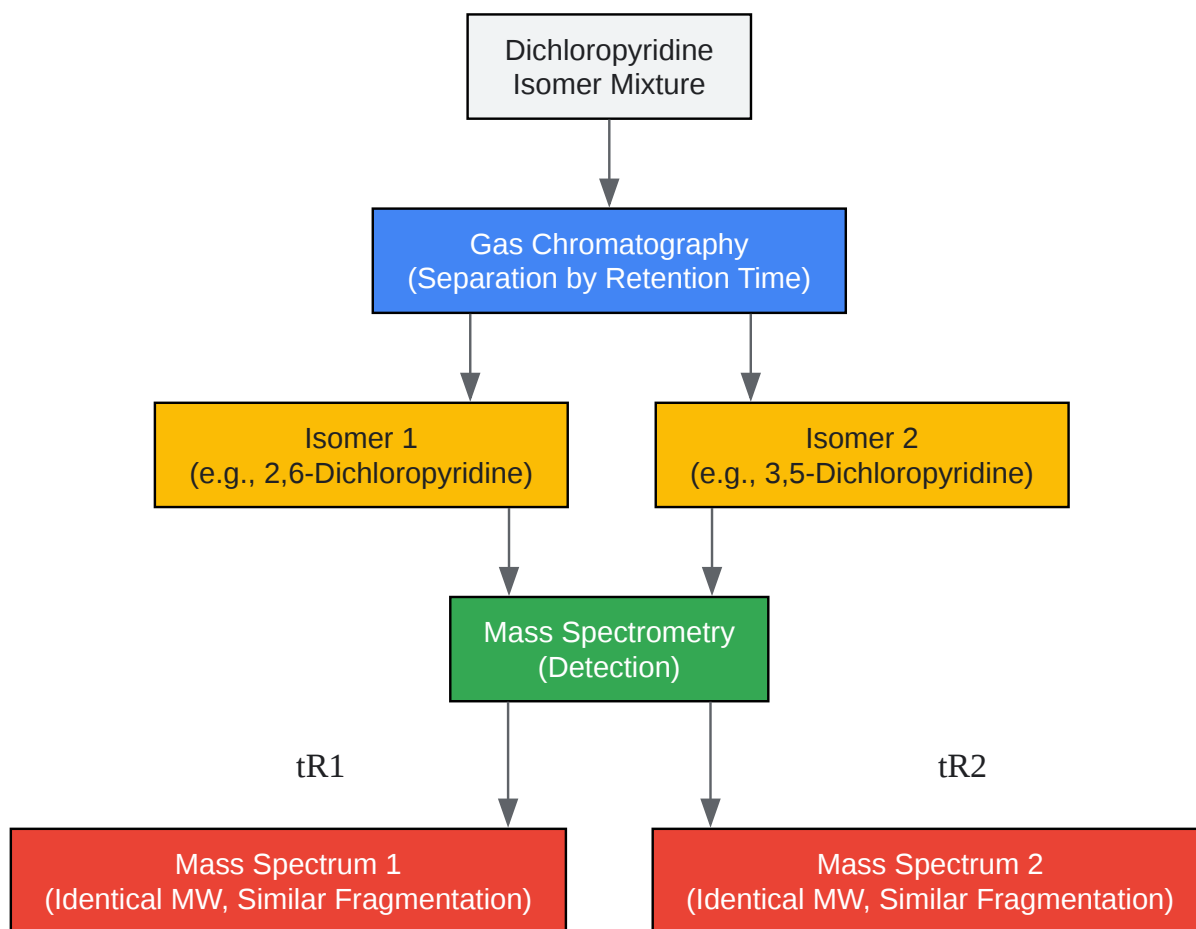 Dichloropyridine
Isomer Mixture
Gas Chromatography
(Separation by Retention Time)
Isomer 1
(e.g., 2,6-Dichloropyridine)
Isomer 2
(e.g., 3,5-Dichloropyridine)
Mass Spectrometry
(Detection)
tR1
tR2
Mass Spectrum 1
(Identical MW, Similar Fragmentation)
Mass Spectrum 2
(Identical MW, Similar Fragmentation)